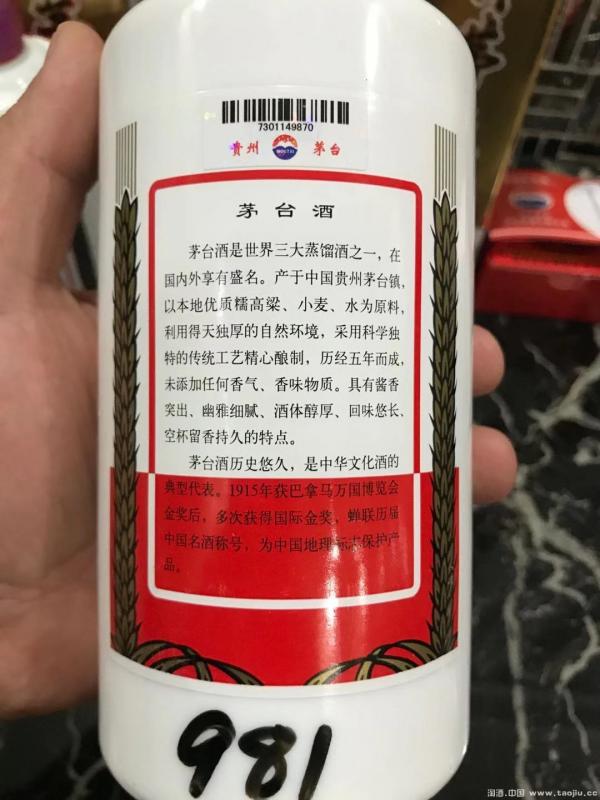 7301149870
貴州 MOUTAI 茅台
茅台酒
茅台酒是世界三大蒸馏酒之一，在
国内外享有盛名。产于中国贵州茅台镇，
以本地优质糯高粱、小麦、水为原料，
利用得天独厚的自然环境，采用科学独
特的传统工艺精心酿制，历经五年而成，
未添加任何香气、香味物质。具有酱香
突出、幽雅细腻、酒体醇厚、回味悠长、
空杯留香持久的特点。
茅台酒历史悠久，是中华文化酒的
典型代表。1915年获巴拿马万国博览会
金奖后，多次获得国际金奖，蝉联历届
中国名酒称号，为中国地理标志保护产
品。
981
淘酒.中国 www.taojiu.cc